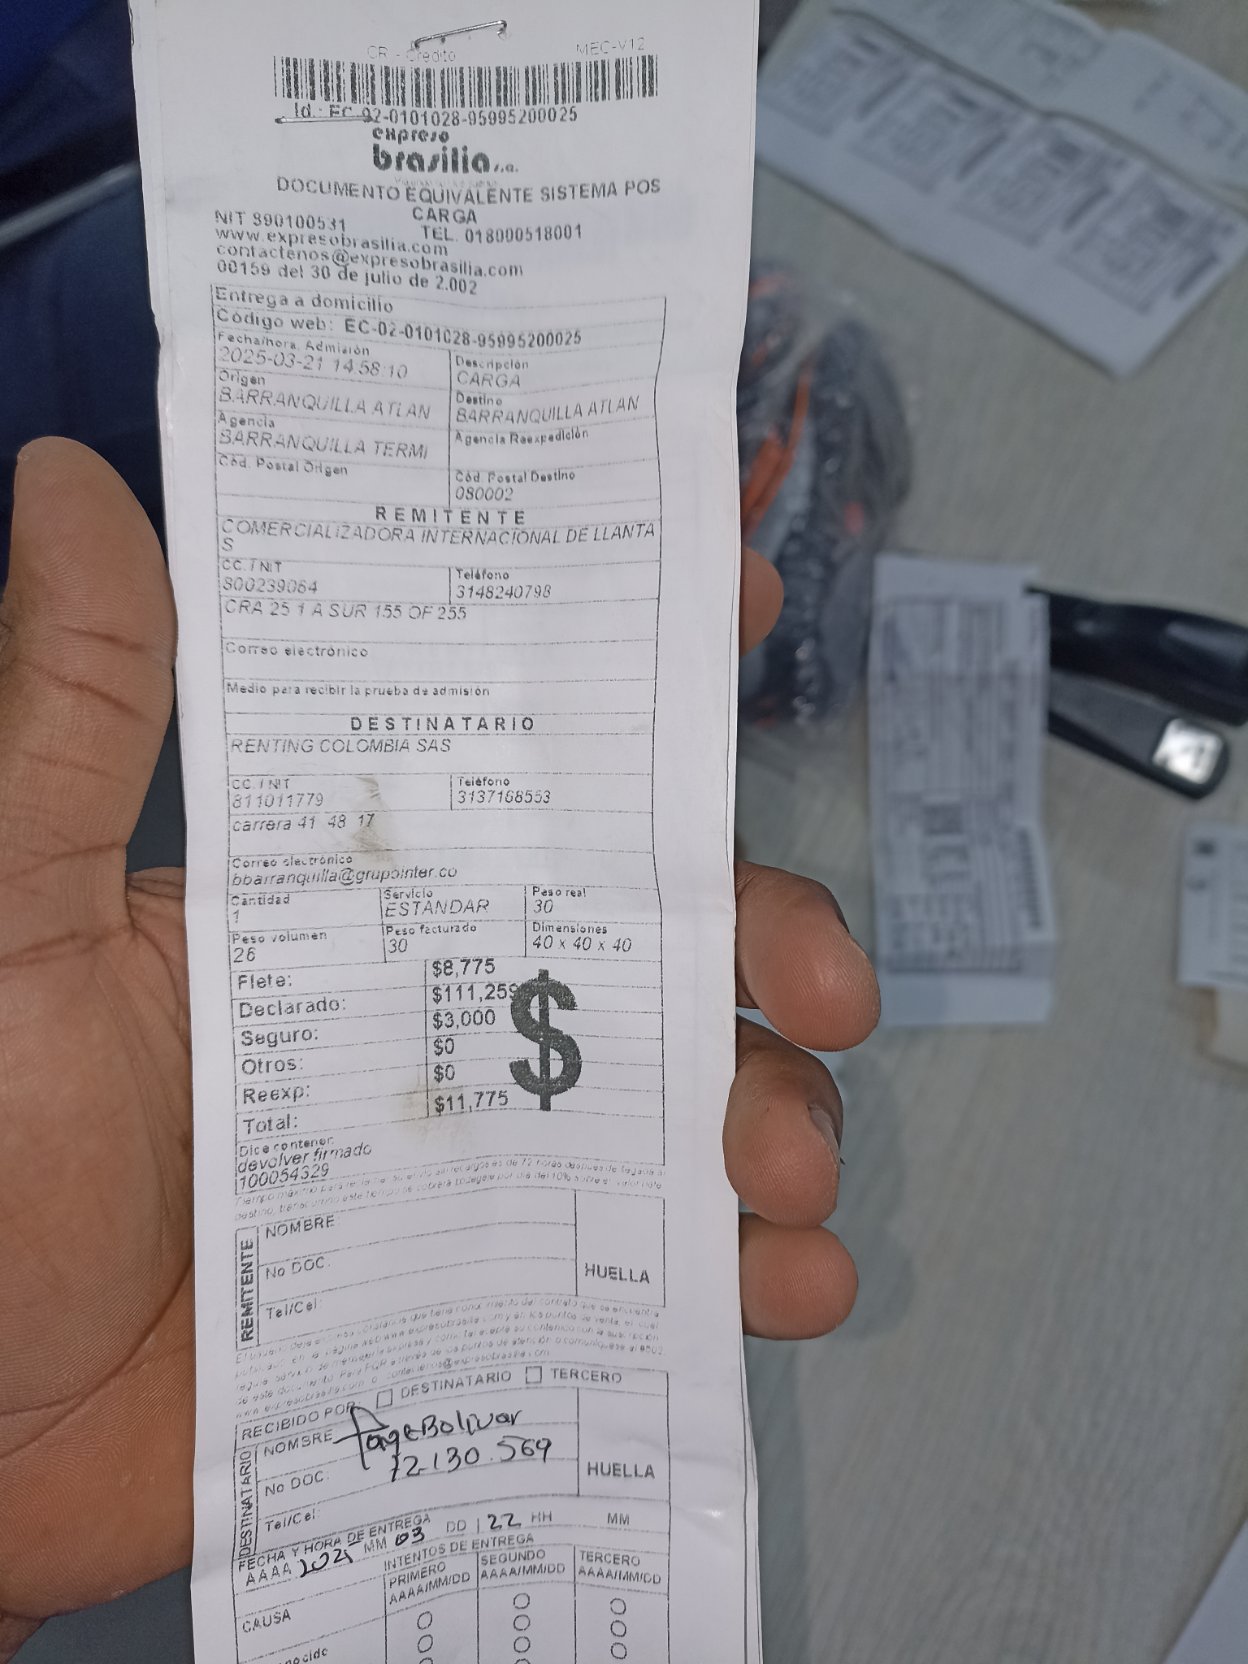 CR - Crédito MEC-V12
Id.: EC-02-0101028-95995200025
expreso
brasilia s.a.
DOCUMENTO EQUIVALENTE SISTEMA POS
CARGA
NIT 890100531 TEL. 018000518001
www.expresobrasilia.com
contactenos@expresobrasilia.com
00159 del 30 de julio de 2.002
Entrega a domicilio
Código web: EC-02-0101028-95995200025
Fecha/hora Admisión Descripción
2025-03-21 14:58:10 CARGA
Origen Destino
BARRANQUILLA ATLAN BARRANQUILLA ATLAN
Agencia Agencia Reexpedición
BARRANQUILLA TERMI
Cód. Postal Origen Cód. Postal Destino
080002
REMITENTE
COMERCIALIZADORA INTERNACIONAL DE LLANTA
S
CC./NIT Teléfono
800239064 3148240798
CRA 25 1 A SUR 155 OF 255
Correo electrónico
Medio para recibir la prueba de admisión
DESTINATARIO
RENTING COLOMBIA SAS
CC./NIT Teléfono
811011779 3137168553
carrera 41 48 17
Correo electrónico
bbarranquilla@grupointer.co
Cantidad Servicio Peso real
1 ESTANDAR 30
Peso volumen Peso facturado Dimensiones
26 30 40 x 40 x 40
Flete: $8,775
Declarado: $111,259
Seguro: $3,000
Otros: $0
Reexp: $0
Total: $11,775
$
Dice contener:
devolver firmado
100054329
REMITENTE
NOMBRE
No DOC:
Tel/Cel:
HUELLA
RECIBIDO POR DESTINATARIO TERCERO
DESTINATARIO
NOMBRE Jorge Bolivar
No DOC: 72.130.569
Tel/Cel:
HUELLA
FECHA Y HORA DE ENTREGA
AAAA 2025 MM 03 DD 22 HH MM
INTENTOS DE ENTREGA
PRIMERO SEGUNDO TERCERO
AAAA/MM/DD AAAA/MM/DD AAAA/MM/DD
CAUSA